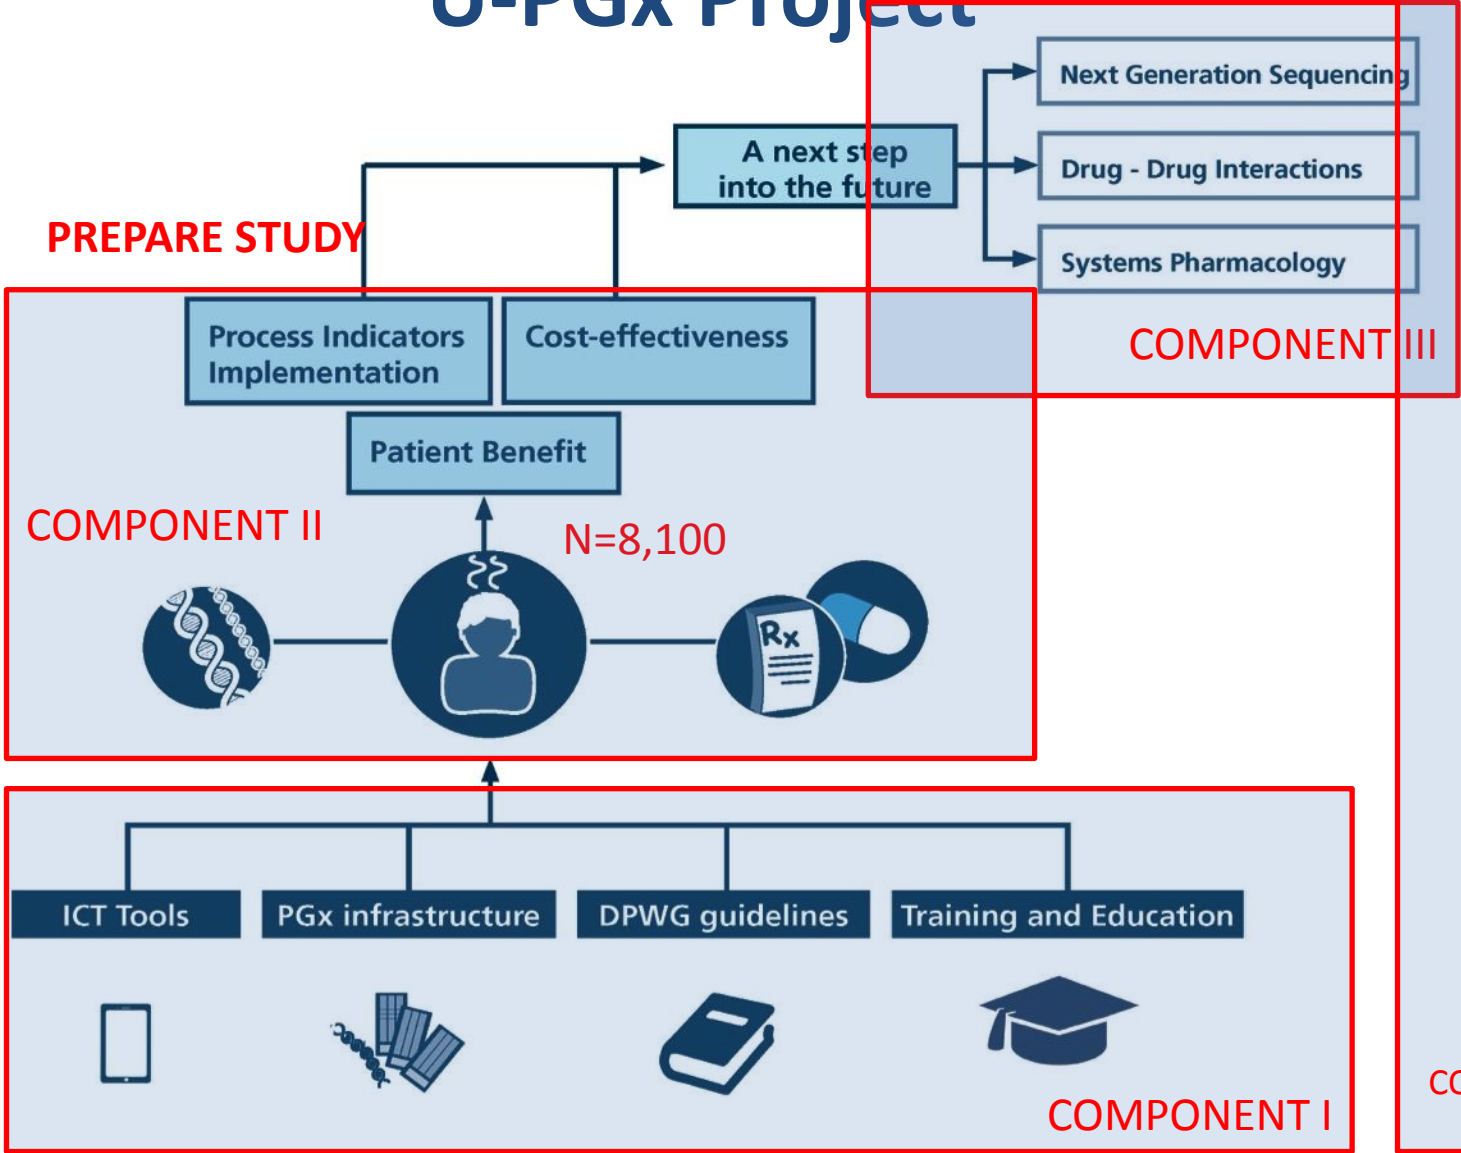 U-PGx Project
Next Generation Sequencing
A next step
into the future
Drug - Drug Interactions
PREPARE STUDY
Systems Pharmacology
COMPONENT III
Process Indicators
Implementation
Cost-effectiveness
Patient Benefit
COMPONENT II
N=8,100
Rx
ICT Tools
PGx infrastructure
DPWG guidelines
Training and Education
COMPONENT I